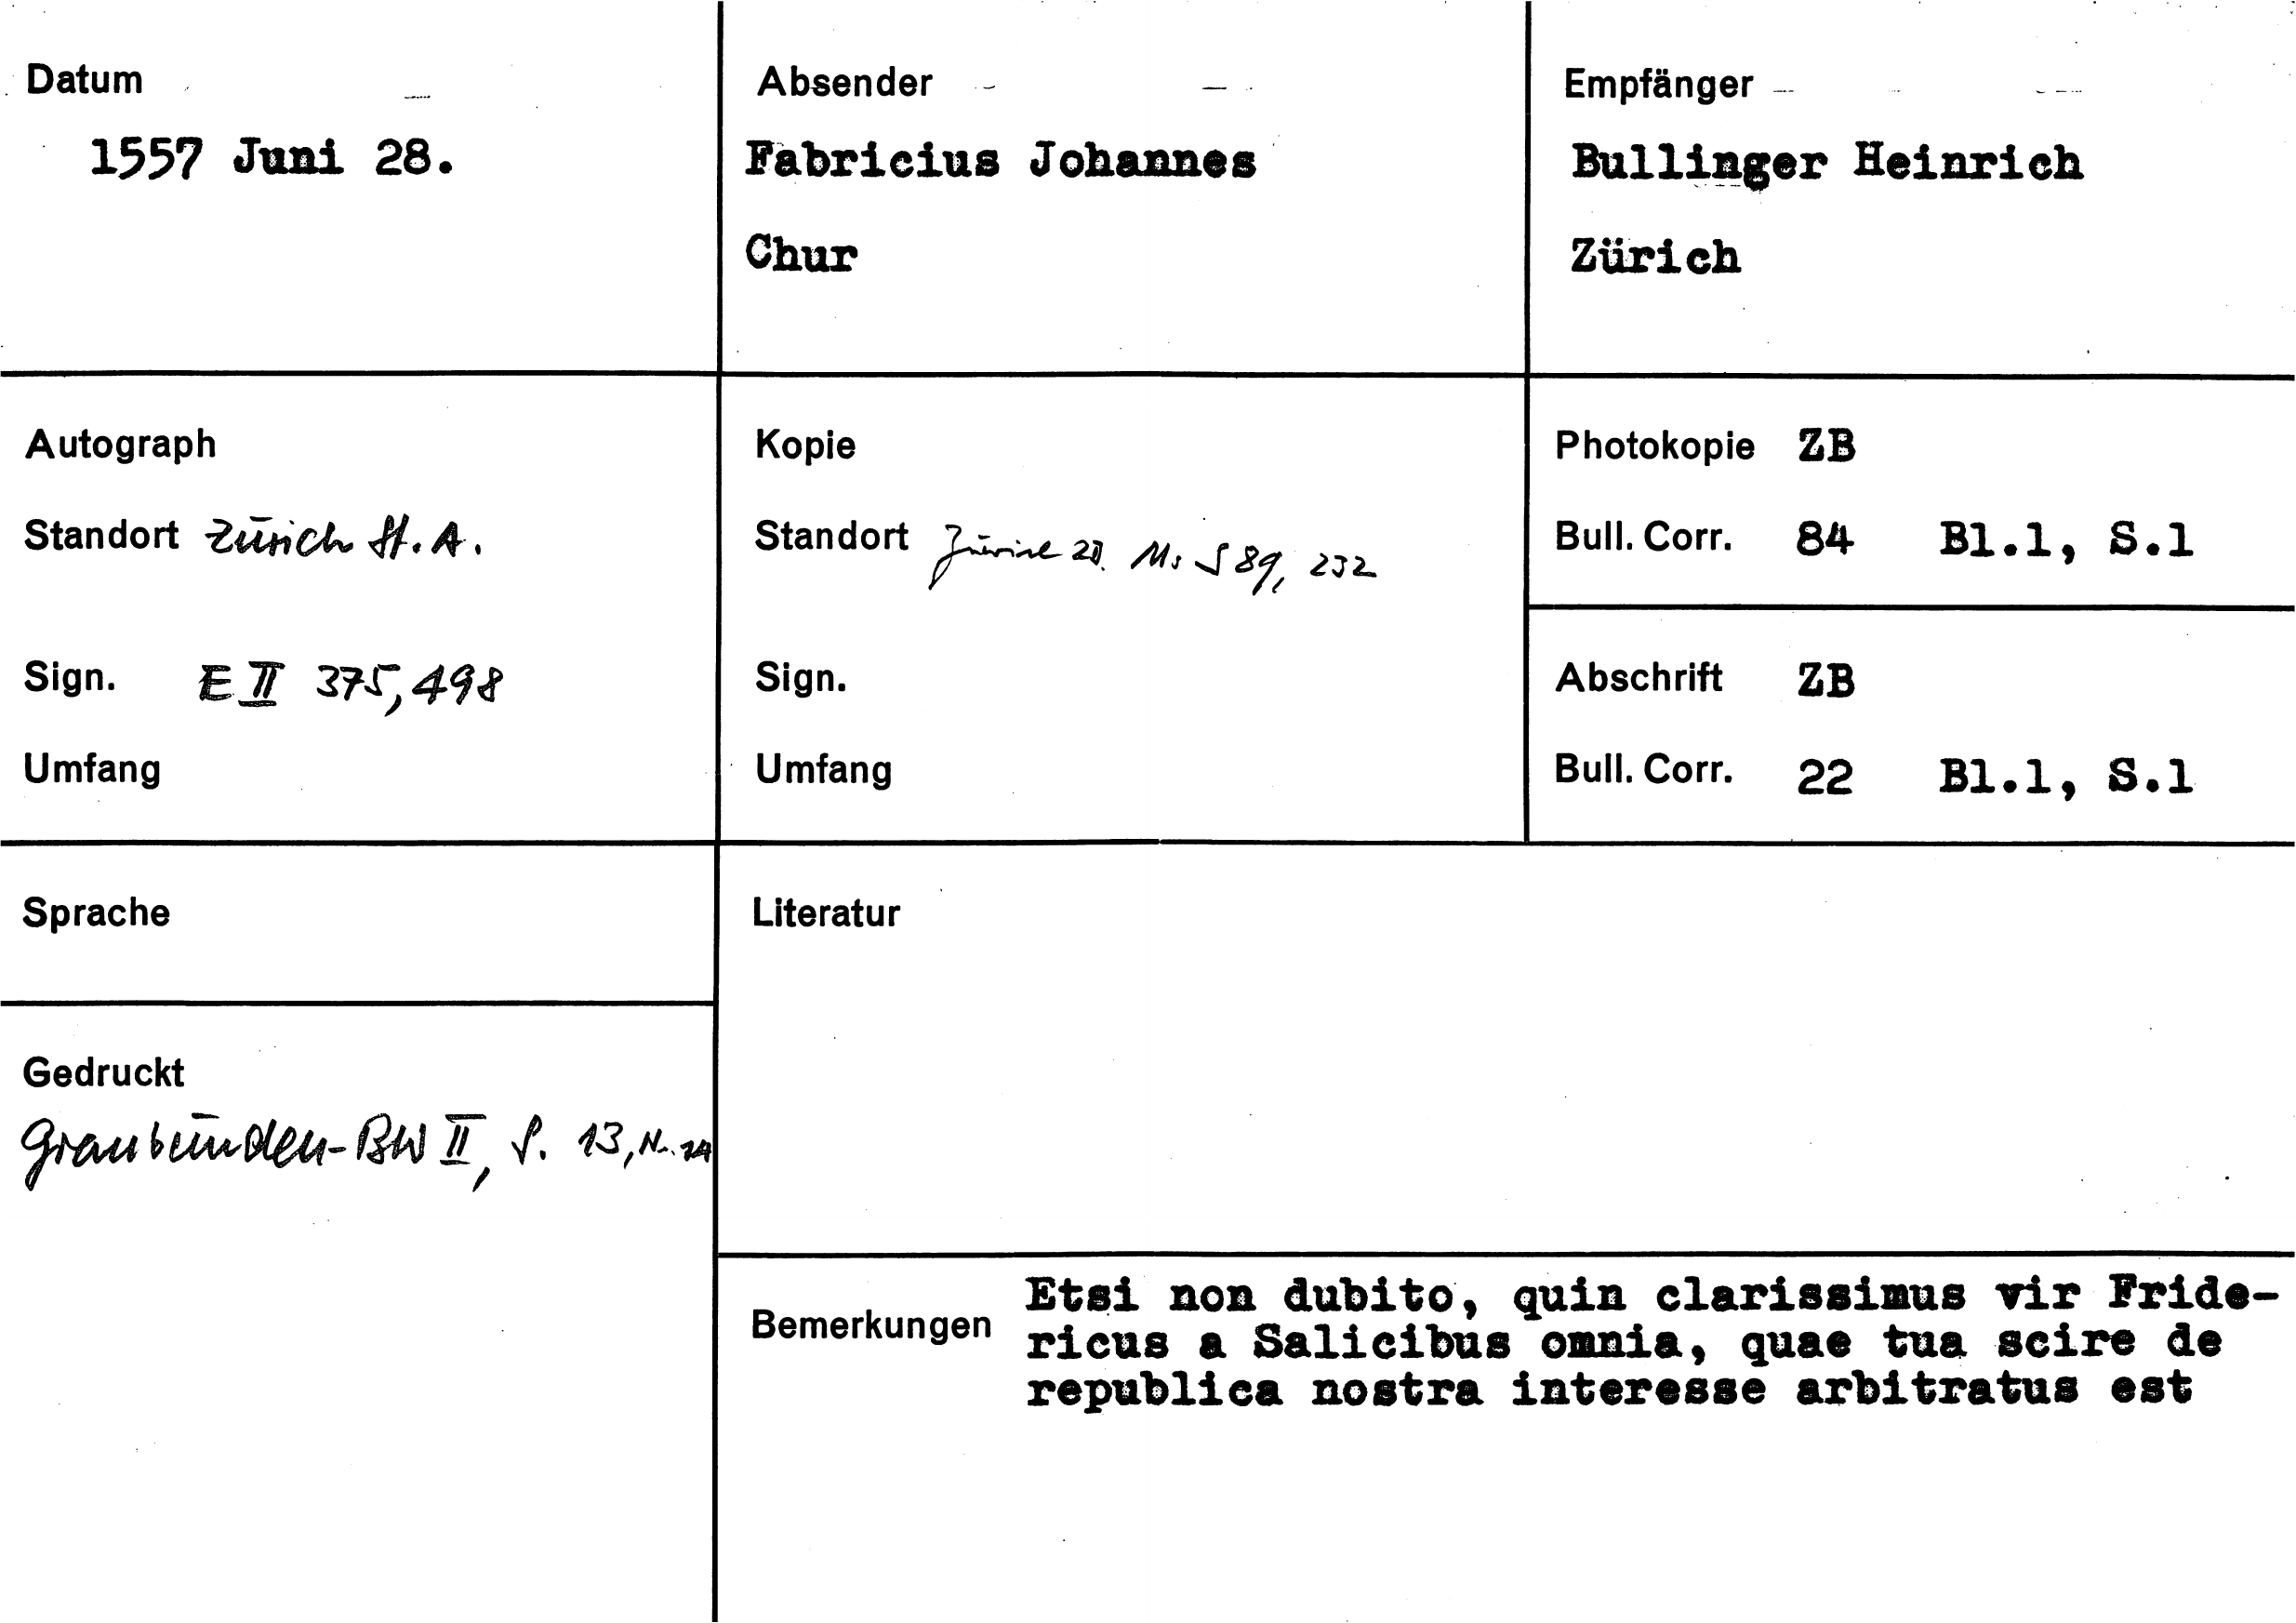 Datum
1557 Juni 28.
Absender
Fabricius Johannes
Chur
Empfänger
Bullinger Heinrich
Zürich
Autograph
Standort Zürich St. A.
Sign. E II 375, 498
Umfang
Kopie
Standort Zürich ZB. Ms S 89, 232
Sign.
Umfang
Photokopie ZB
Bull. Corr. 84 Bl.1, S.1
Abschrift ZB
Bull. Corr. 22 Bl.1, S.1
Sprache
Gedruckt
Graubünden-BW II, S. 13, Nr.
Literatur
Bemerkungen
Etsi non dubito, quin clarissimus vir Fride-
ricus a Salicibus omnia, quae tua scire de
republica nostra interesse arbitratus est